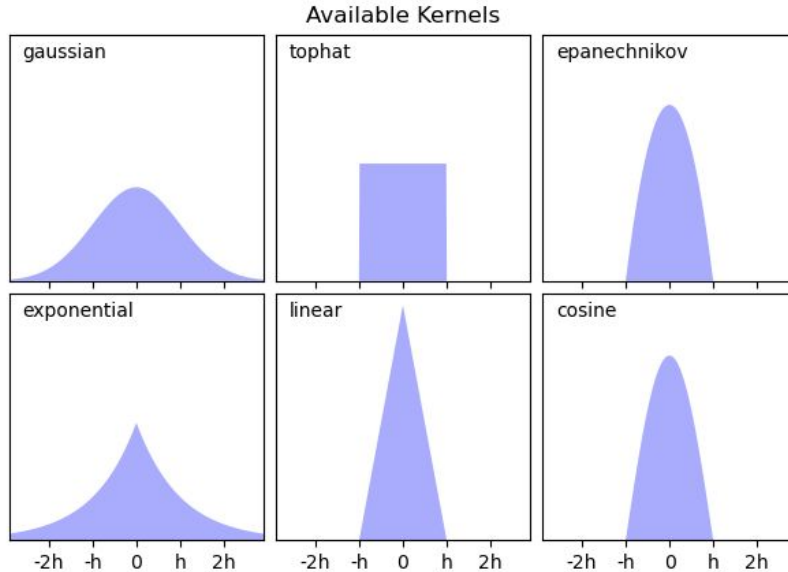 Available Kernels
gaussian
tophat
epanechnikov
exponential
linear
cosine
-2h -h 0 h 2h
-2h -h 0 h 2h
-2h -h 0 h 2h